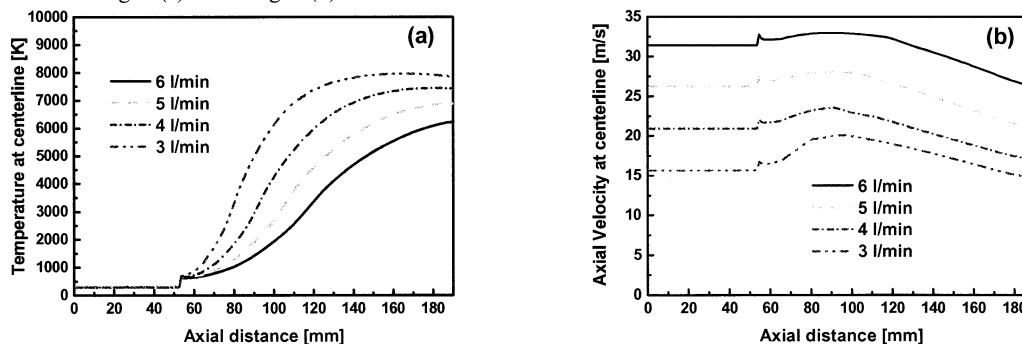 (a)
Temperature at centerline [K]
10000
9000
8000
7000
6000
5000
4000
3000
2000
1000
0
6 l/min
5 l/min
4 l/min
3 l/min
0 20 40 60 80 100 120 140 160 180
Axial distance [mm]
(b)
Axial Velocity at centerline [m/s]
35
30
25
20
15
10
5
0
6 l/min
5 l/min
4 l/min
3 l/min
0 20 40 60 80 100 120 140 160 180
Axial distance [mm]